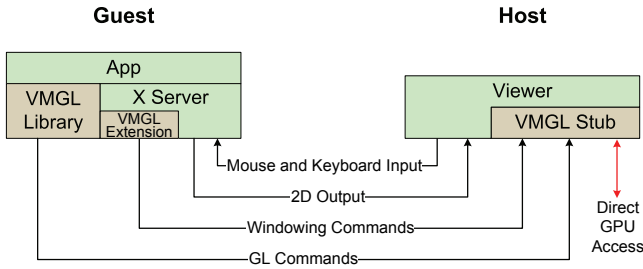 Guest
Host
App
VMGL
Library
X Server
VMGL
Extension
Viewer
VMGL Stub
Mouse and Keyboard Input
2D Output
Windowing Commands
GL Commands
Direct
GPU
Access